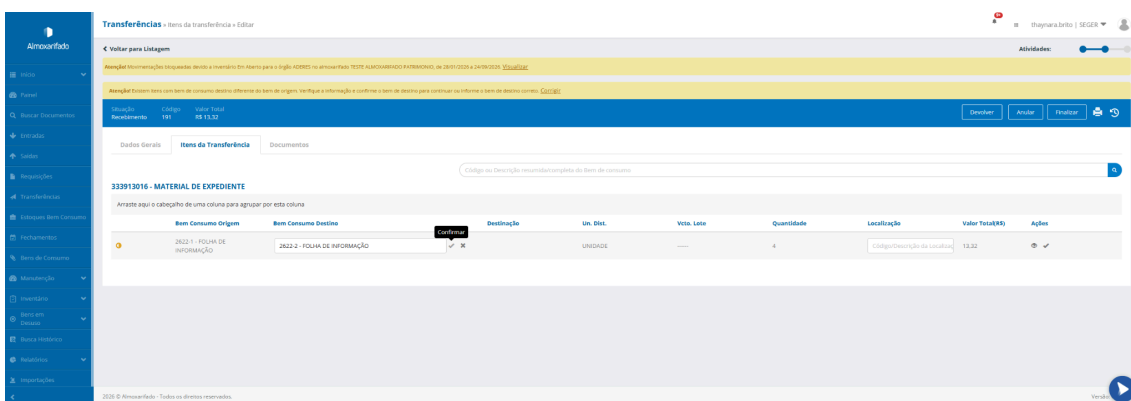 Transferências » Itens da transferência » Editar
thaynara.brito | SEGER
Almoxarifado
Voltar para Listagem
Atividades:
Atenção! Movimentações bloqueadas devido a Inventário Em Aberto para o órgão ADERES no almoxarifado TESTE ALMOXARIFADO PATRIMONIO, de 28/01/2026 a 24/09/2026. Visualizar
Atenção! Existem itens com bem de consumo destino diferente do bem de origem. Verifique a informação e confirme o bem de destino para continuar ou informe o bem de destino correto. Corrigir
Início
Painel
Buscar Documentos
Entradas
Saídas
Requisições
Transferências
Estoques Bem Consumo
Fechamentos
Bens de Consumo
Manutenção
Inventário
Bens em Desuso
Busca Histórico
Relatórios
Importações
Situação Código Valor Total
Recebimento 191 R$ 13,32
Devolver Anular Finalizar
Dados Gerais Itens da Transferência Documentos
Código ou Descrição resumida/completa do Bem de consumo
333913016 - MATERIAL DE EXPEDIENTE
Arraste aqui o cabeçalho de uma coluna para agrupar por esta coluna
Bem Consumo Origem Bem Consumo Destino Destinação Un. Dist. Vcto. Lote Quantidade Localização Valor Total(R$) Ações
Confirmar
2622-1 - FOLHA DE INFORMAÇÃO 2622-2 - FOLHA DE INFORMAÇÃO UNIDADE ----- 4 Código/Descrição da Localizaç 13,32
2026 © Almoxarifado - Todos os direitos reservados.
Versão